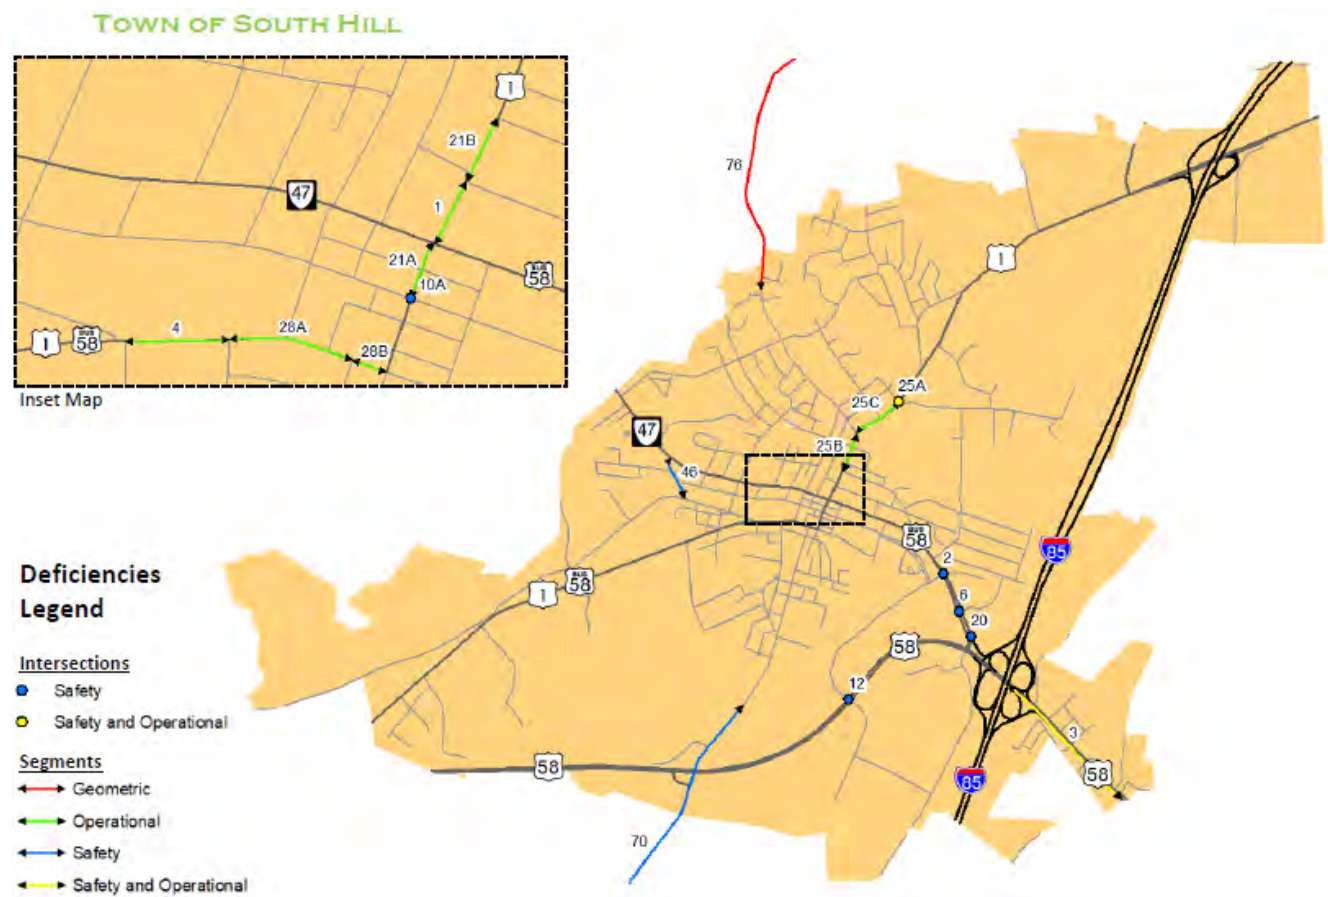 TOWN OF SOUTH HILL
1
21B
47
1
21A
BUS
58
10A
4
28A
1
BUS
58
28B
Inset Map
76
1
25A
25C
47
25B
46
BUS
58
85
2
1
BUS
58
6
20
58
12
3
58
58
85
70
Deficiencies
Legend
Intersections
Safety
Safety and Operational
Segments
Geometric
Operational
Safety
Safety and Operational